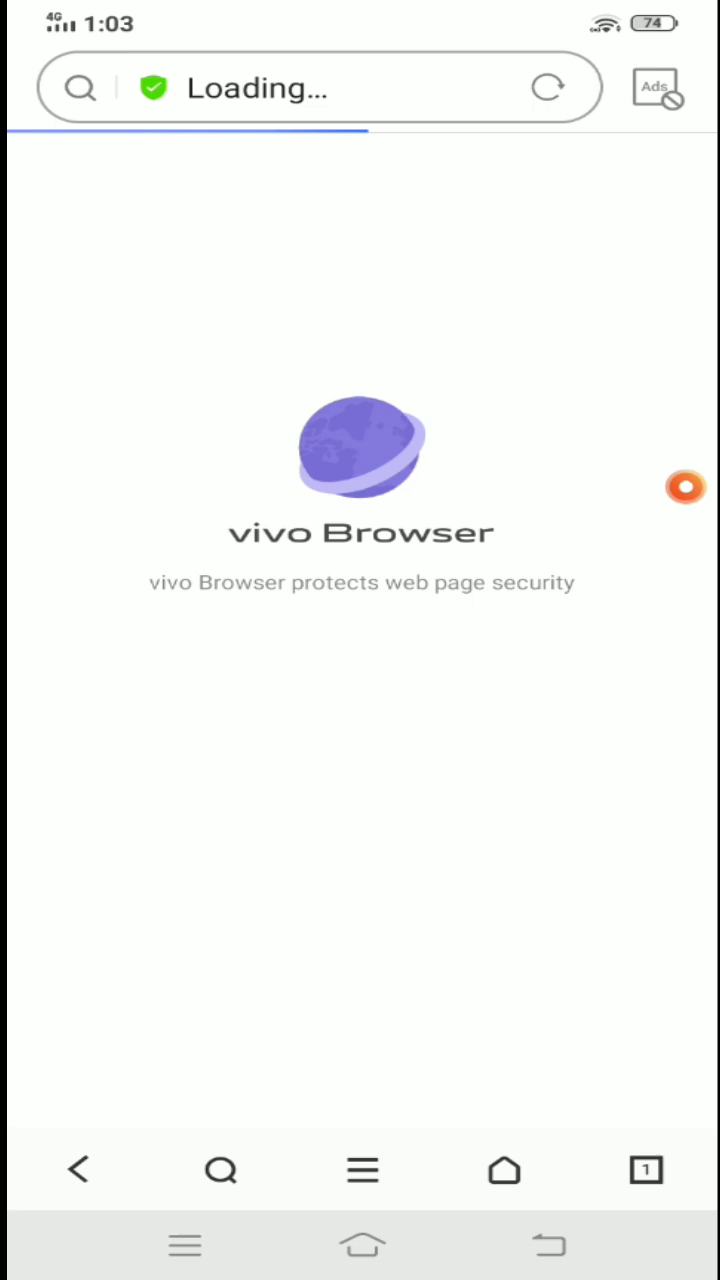 4G 1:03 74
Loading...
Ads
vivo Browser
vivo Browser protects web page security
1